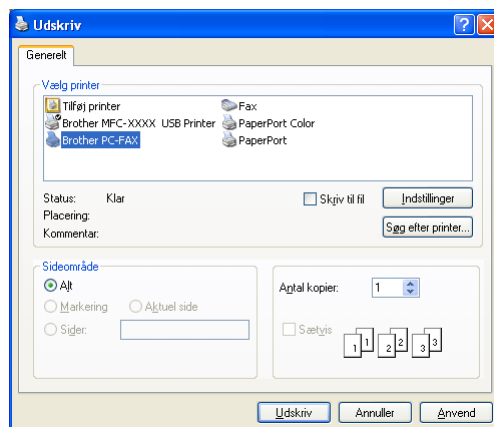 Udskriv
Generelt
Vælg printer
Tilføj printer
Fax
Brother MFC-XXXX USB Printer
PaperPort Color
Brother PC-FAX
PaperPort
Status: Klar
Skriv til fil
Indstillinger
Placering:
Søg efter printer...
Kommentar:
Sideområde
Alt
Antal kopier: 1
Markering
Aktuel side
Sider:
Sætvis
1 1 2 2 3 3
Udskriv
Annuller
Anvend